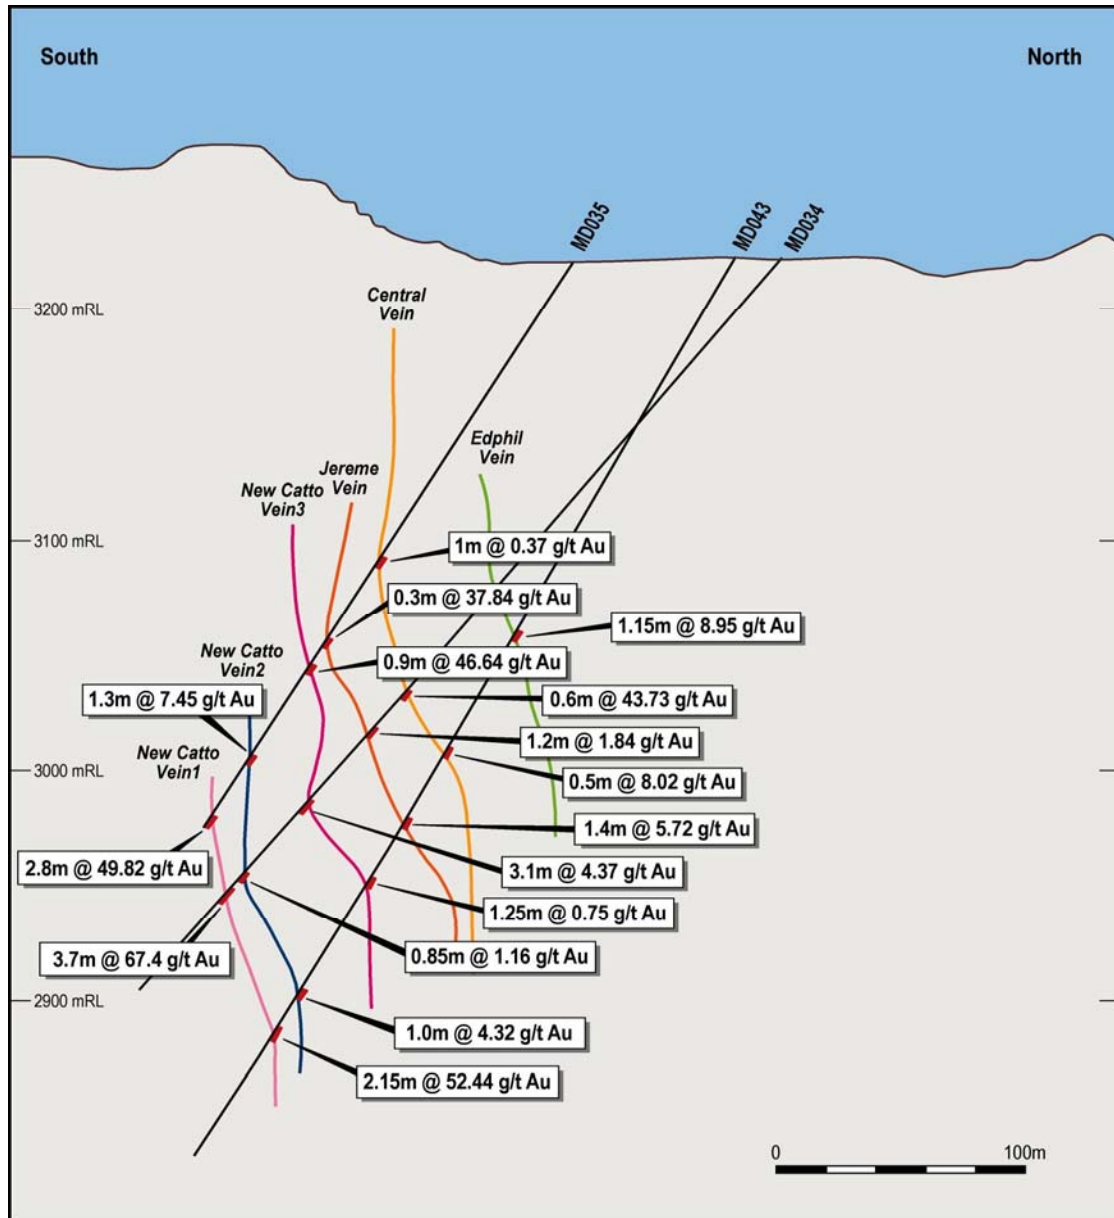 South
North
MD035
MD043
MD034
Central
Vein
3200 mRL
Edphil
Vein
Jereme
Vein
New Catto
Vein3
3100 mRL
1m @ 0.37 g/t Au
0.3m @ 37.84 g/t Au
1.15m @ 8.95 g/t Au
New Catto
Vein2
0.9m @ 46.64 g/t Au
1.3m @ 7.45 g/t Au
0.6m @ 43.73 g/t Au
1.2m @ 1.84 g/t Au
New Catto
Vein1
3000 mRL
0.5m @ 8.02 g/t Au
1.4m @ 5.72 g/t Au
2.8m @ 49.82 g/t Au
3.1m @ 4.37 g/t Au
1.25m @ 0.75 g/t Au
3.7m @ 67.4 g/t Au
0.85m @ 1.16 g/t Au
2900 mRL
1.0m @ 4.32 g/t Au
2.15m @ 52.44 g/t Au
0
100m